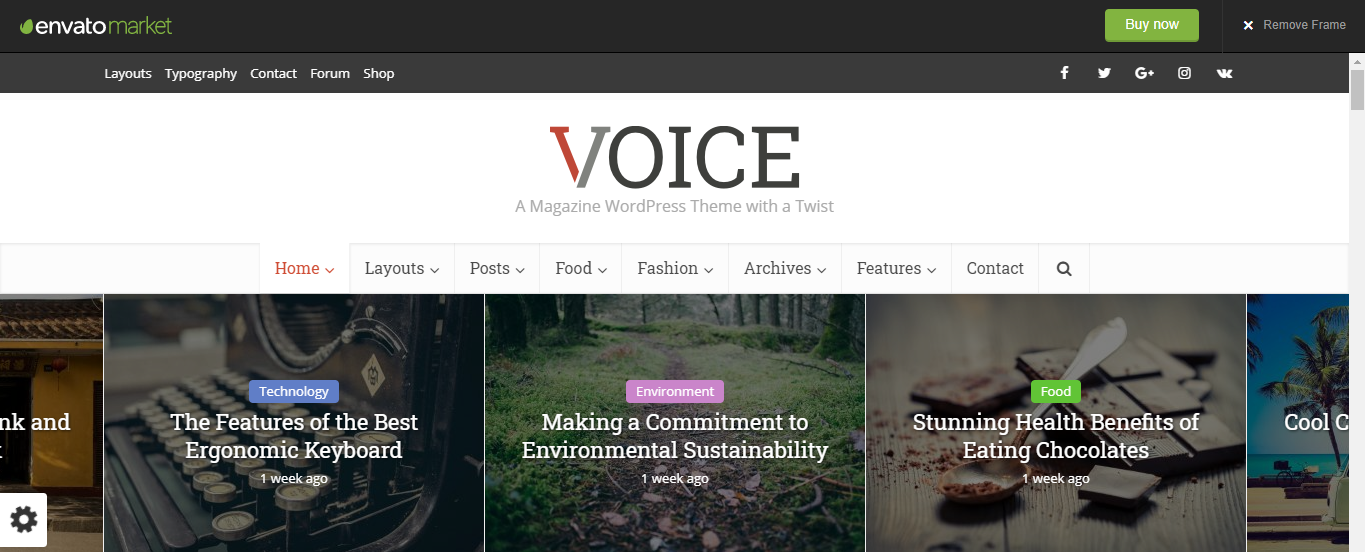 envato market
Buy now
Remove Frame
Layouts Typography Contact Forum Shop
VOICE
A Magazine WordPress Theme with a Twist
Home Layouts Posts Food Fashion Archives Features Contact
Technology
The Features of the Best
Ergonomic Keyboard
1 week ago
Environment
Making a Commitment to
Environmental Sustainability
1 week ago
Food
Stunning Health Benefits of
Eating Chocolates
1 week ago
nk and
Cool C